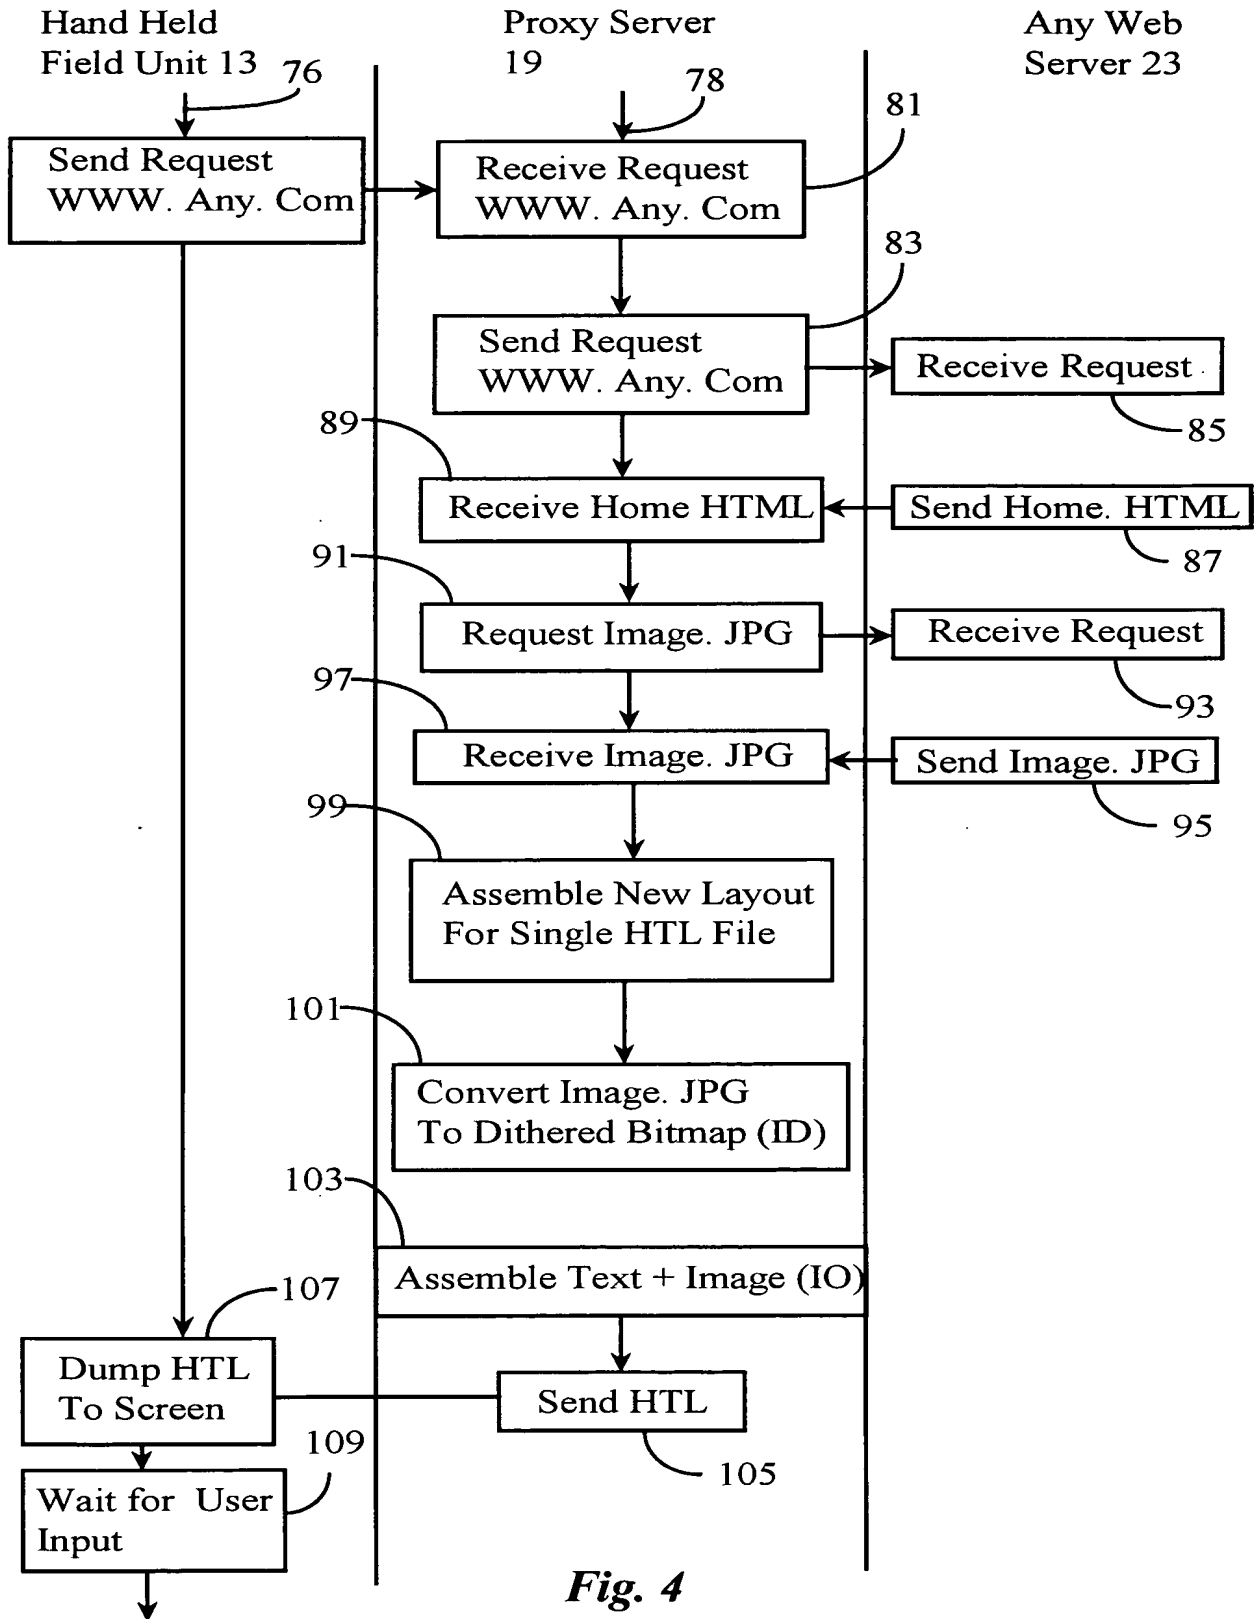 Hand Held
Field Unit 13
Proxy Server
19
Any Web
Server 23
76
78
81
Send Request
WWW. Any. Com
Receive Request
WWW. Any. Com
83
Send Request
WWW. Any. Com
Receive Request
85
89
Receive Home HTML
Send Home. HTML
87
91
Request Image. JPG
Receive Request
93
97
Receive Image. JPG
Send Image. JPG
95
99
Assemble New Layout
For Single HTL File
101
Convert Image. JPG
To Dithered Bitmap (ID)
103
Assemble Text + Image (IO)
107
Dump HTL
To Screen
Send HTL
105
109
Wait for User
Input
Fig. 4